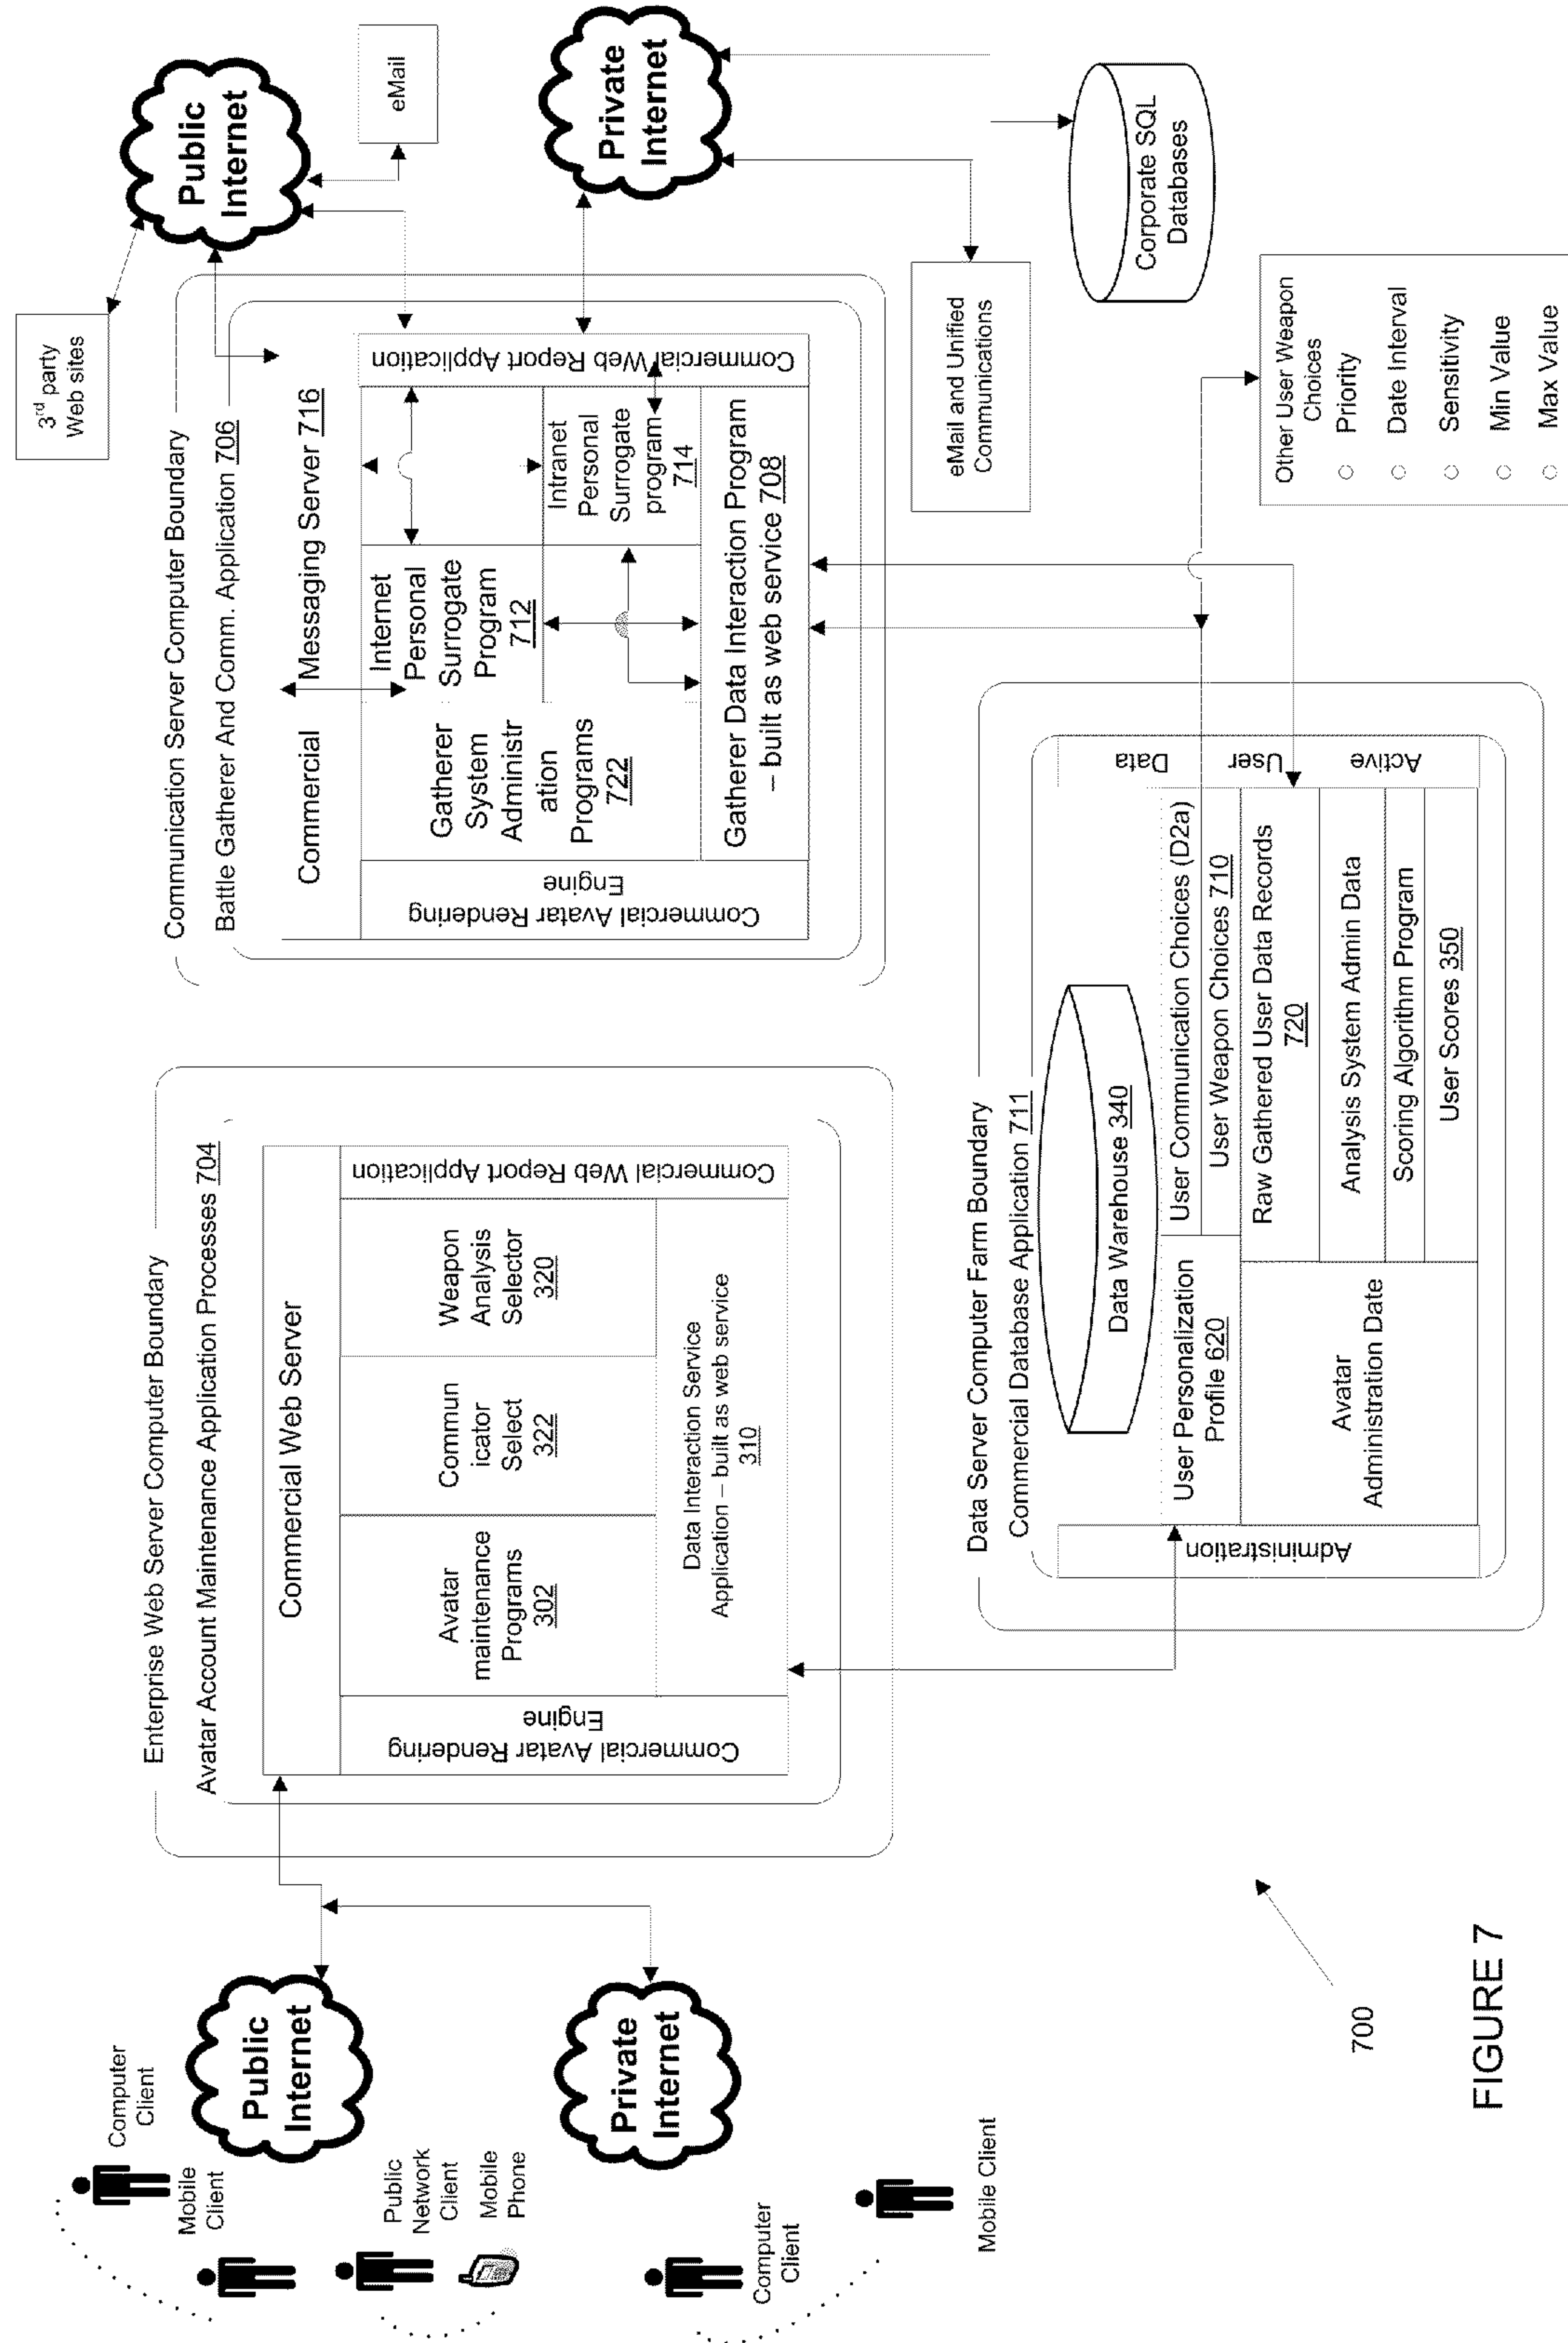 Computer
Client
Mobile
Client
Public
Network
Client
Mobile
Phone
Computer
Client
Mobile Client
Public
Internet
Private
Internet
Enterprise Web Server Computer Boundary
Avatar Account Maintenance Application Processes 704
Commercial Web Server
Commercial Avatar Rendering
Engine
Avatar
maintenance
Programs
302
Commun
icator
Select
322
Weapon
Analysis
Selector
320
Commercial Web Report Application
Data Interaction Service
Application – built as web service
310
Communication Server Computer Boundary
Battle Gatherer And Comm. Application 706
Commercial Messaging Server 716
Commercial Avatar Rendering
Engine
Gatherer
System
Administr
ation
Programs
722
Internet
Personal
Surrogate
Program
712
Intranet
Personal
Surrogate
program
714
Commercial Web Report Application
Gatherer Data Interaction Program
– built as web service 708
3rd party
Web sites
Public
Internet
eMail
Private
Internet
eMail and Unified
Communications
Corporate SQL
Databases
Data Server Computer Farm Boundary
Commercial Database Application 711
Data Warehouse 340
Administration
User Personalization
Profile 620
User Communication Choices (D2a)
User Weapon Choices 710
Raw Gathered User Data Records
720
Avatar
Administration Date
Analysis System Admin Data
Scoring Algorithm Program
User Scores 350
Active User Data
Other User Weapon
Choices
○ Priority
○ Date Interval
○ Sensitivity
○ Min Value
○ Max Value
700
FIGURE 7